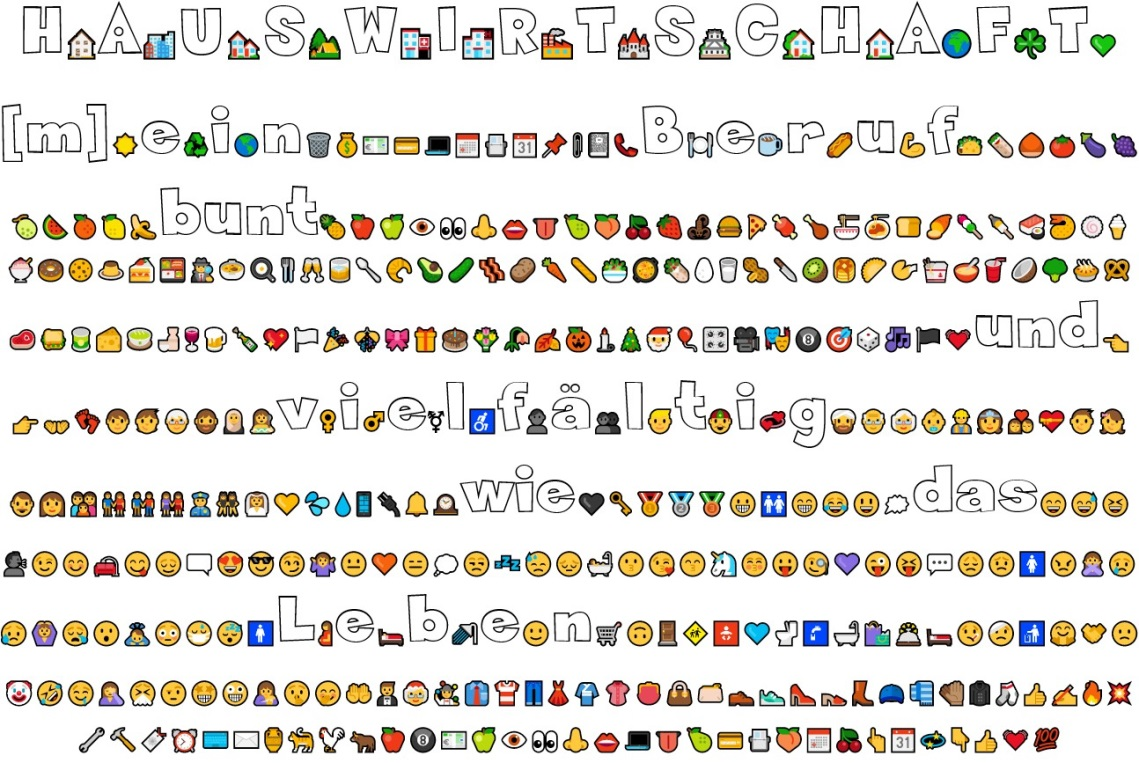 HAUSWIRTSCHAFT
[m]ein Beruf
bunt
und
vielfältig
wie das
Leben